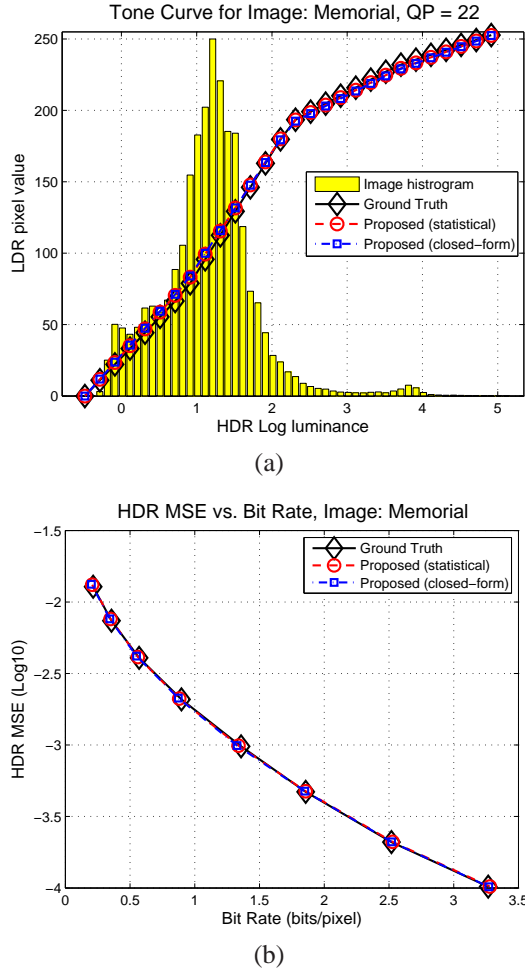 Tone Curve for Image: Memorial, QP = 22
250
200
150
100
50
0
LDR pixel value
Image histrogram
Ground Truth
Proposed (statistical)
Proposed (closed−form)
0 1 2 3 4 5
HDR Log luminance
(a)
HDR MSE vs. Bit Rate, Image: Memorial
−1.5
−2
−2.5
−3
−3.5
−4
HDR MSE (Log10)
Ground Truth
Proposed (statistical)
Proposed (closed−form)
0 0.5 1 1.5 2 2.5 3 3.5
Bit Rate (bits/pixel)
(b)